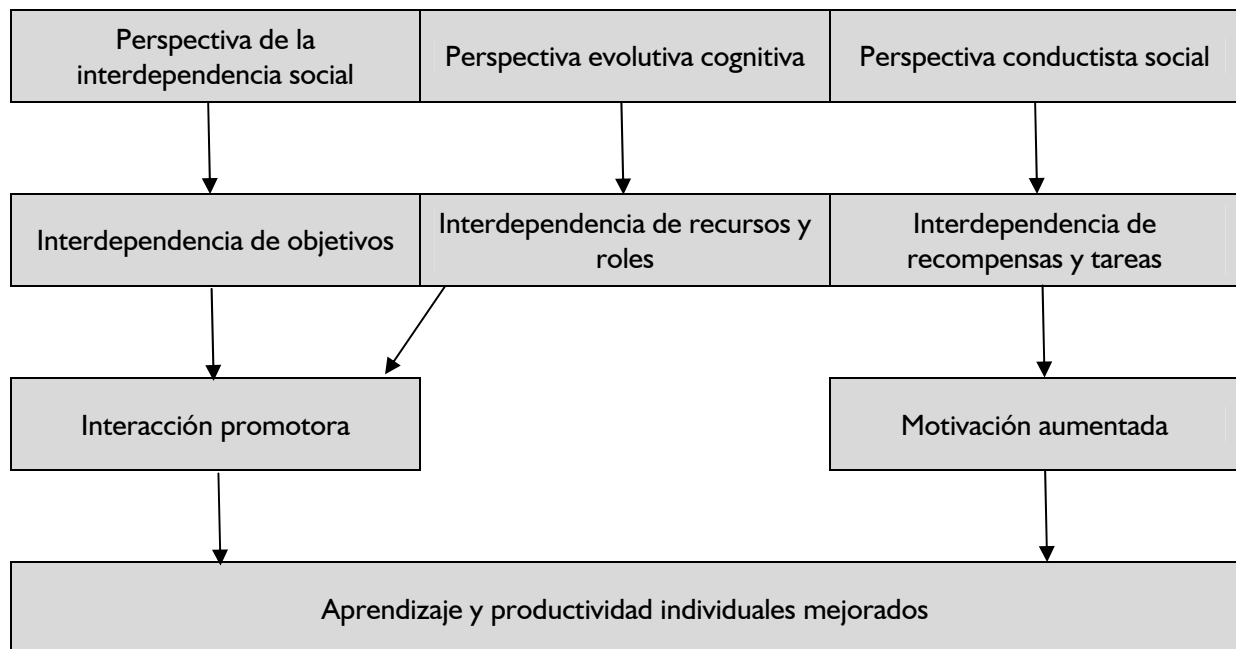 Perspectiva de la
interdependencia social
Perspectiva evolutiva cognitiva
Perspectiva conductista social
Interdependencia de objetivos
Interdependencia de recursos y
roles
Interdependencia de
recompensas y tareas
Interacción promotora
Motivación aumentada
Aprendizaje y productividad individuales mejorados